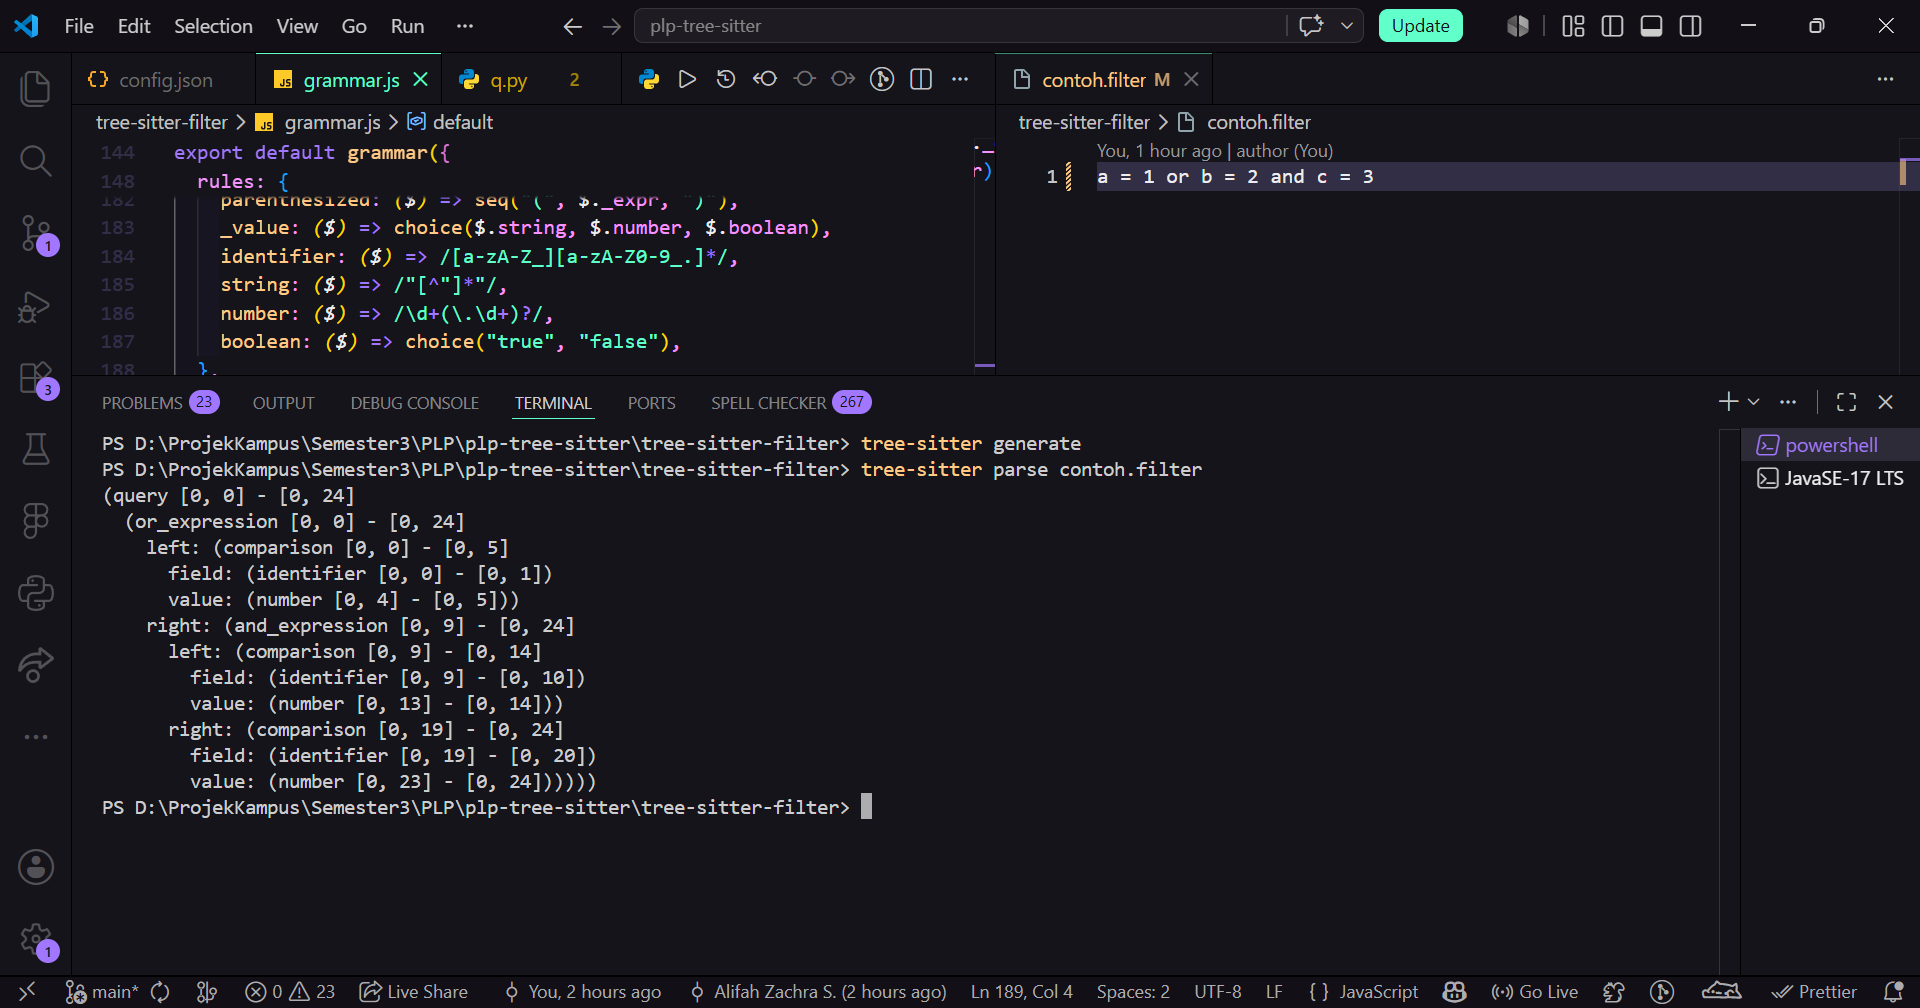 File Edit Selection View Go Run ··· plp-tree-sitter Update
config.json grammar.js q.py 2 contoh.filter M
tree-sitter-filter > grammar.js > default
tree-sitter-filter > contoh.filter
144 export default grammar({
148 rules: {
182 parenthesized: ($) => seq("(", $._expr, ")"),
183 _value: ($) => choice($.string, $.number, $.boolean),
184 identifier: ($) => /[a-zA-Z_][a-zA-Z0-9_.]*/,
185 string: ($) => /"[^"]*"/,
186 number: ($) => /\d+(\.\d+)?/,
187 boolean: ($) => choice("true", "false"),
188 },
You, 1 hour ago | author (You)
1 a = 1 or b = 2 and c = 3
1
3
1
PROBLEMS 23 OUTPUT DEBUG CONSOLE TERMINAL PORTS SPELL CHECKER 267
PS D:\ProjekKampus\Semester3\PLP\plp-tree-sitter\tree-sitter-filter> tree-sitter generate
PS D:\ProjekKampus\Semester3\PLP\plp-tree-sitter\tree-sitter-filter> tree-sitter parse contoh.filter
(query [0, 0] - [0, 24]
  (or_expression [0, 0] - [0, 24]
    left: (comparison [0, 0] - [0, 5]
      field: (identifier [0, 0] - [0, 1])
      value: (number [0, 4] - [0, 5]))
    right: (and_expression [0, 9] - [0, 24]
      left: (comparison [0, 9] - [0, 14]
        field: (identifier [0, 9] - [0, 10])
        value: (number [0, 13] - [0, 14]))
      right: (comparison [0, 19] - [0, 24]
        field: (identifier [0, 19] - [0, 20])
        value: (number [0, 23] - [0, 24])))))
PS D:\ProjekKampus\Semester3\PLP\plp-tree-sitter\tree-sitter-filter>
powershell
JavaSE-17 LTS
main* 0 23 Live Share You, 2 hours ago Alifah Zachra S. (2 hours ago) Ln 189, Col 4 Spaces: 2 UTF-8 LF { } JavaScript Go Live Prettier